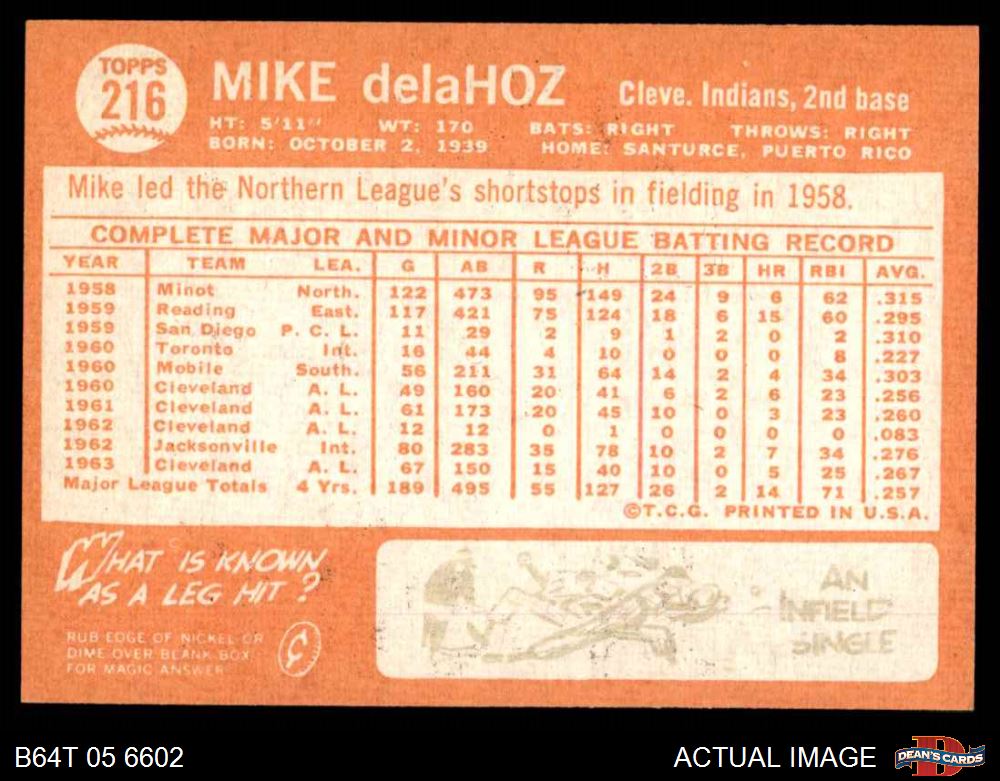 TOPPS
216
MIKE delaHOZ
Cleve. Indians, 2nd base
HT: 5'11" WT: 170 BATS: RIGHT THROWS: RIGHT
BORN: OCTOBER 2, 1939 HOME: SANTURCE, PUERTO RICO
Mike led the Northern League's shortstops in fielding in 1958.
COMPLETE MAJOR AND MINOR LEAGUE BATTING RECORD
YEAR TEAM LEA. G AB R H 2B 3B HR RBI AVG.
1958 Minot North. 122 473 95 149 24 9 6 62 .315
1959 Reading East. 117 421 75 124 18 6 15 60 .295
1959 San Diego P. C. L. 11 29 2 9 1 2 0 2 .310
1960 Toronto Int. 16 44 4 10 0 0 0 8 .227
1960 Mobile South. 56 211 31 64 14 2 4 34 .303
1960 Cleveland A. L. 49 160 20 41 6 2 6 23 .256
1961 Cleveland A. L. 61 173 20 45 10 0 3 23 .260
1962 Cleveland A. L. 12 12 0 1 0 0 0 0 .083
1962 Jacksonville Int. 80 283 35 78 10 2 7 34 .276
1963 Cleveland A. L. 67 150 15 40 10 0 5 25 .267
Major League Totals 4 Yrs. 189 495 55 127 26 2 14 71 .257
©T.C.G. PRINTED IN U.S.A.
WHAT IS KNOWN
AS A LEG HIT?
RUB EDGE OF NICKEL OR
DIME OVER BLANK BOX
FOR MAGIC ANSWER
¢
AN
INFIELD
SINGLE
B64T 05 6602
ACTUAL IMAGE
D
DEAN'S CARDS